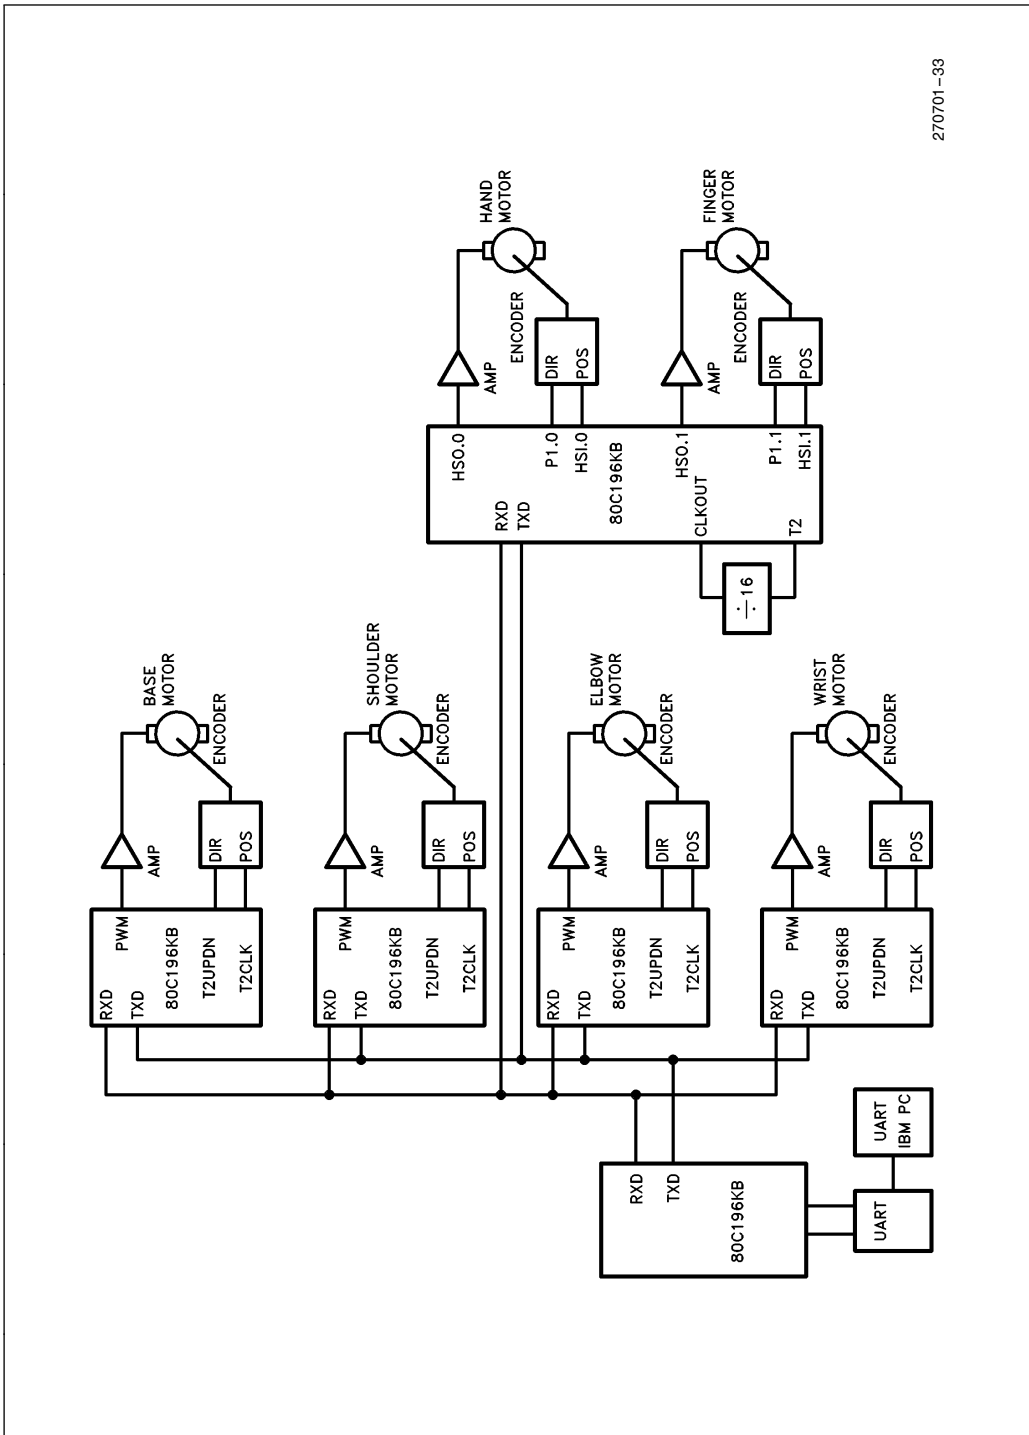 270701-33
HAND
MOTOR
ENCODER
AMP
DIR
POS
HSO.0
P1.0
HSI.0
RXD
TXD
80C196KB
FINGER
MOTOR
ENCODER
AMP
DIR
POS
HSO.1
P1.1
HSI.1
CLKOUT
T2
÷16
BASE
MOTOR
ENCODER
AMP
DIR
POS
PWM
RXD
TXD
80C196KB
T2UPDN
T2CLK
SHOULDER
MOTOR
ENCODER
AMP
DIR
POS
PWM
RXD
TXD
80C196KB
T2UPDN
T2CLK
ELBOW
MOTOR
ENCODER
AMP
DIR
POS
PWM
RXD
TXD
80C196KB
T2UPDN
T2CLK
WRIST
MOTOR
ENCODER
AMP
DIR
POS
PWM
RXD
TXD
80C196KB
T2UPDN
T2CLK
RXD
TXD
80C196KB
UART
UART
IBM PC